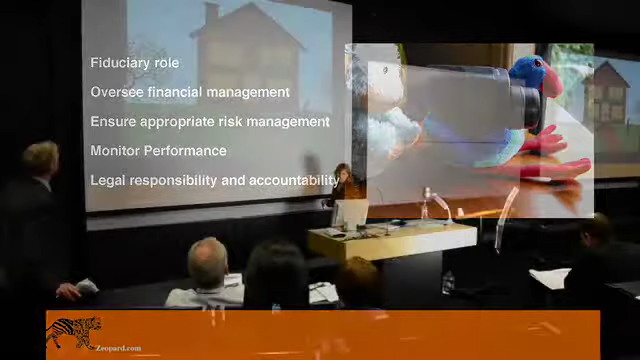 Fiduciary role
Oversee financial management
Ensure appropriate risk management
Monitor Performance
Legal responsibility and accountability
Zeopard.com